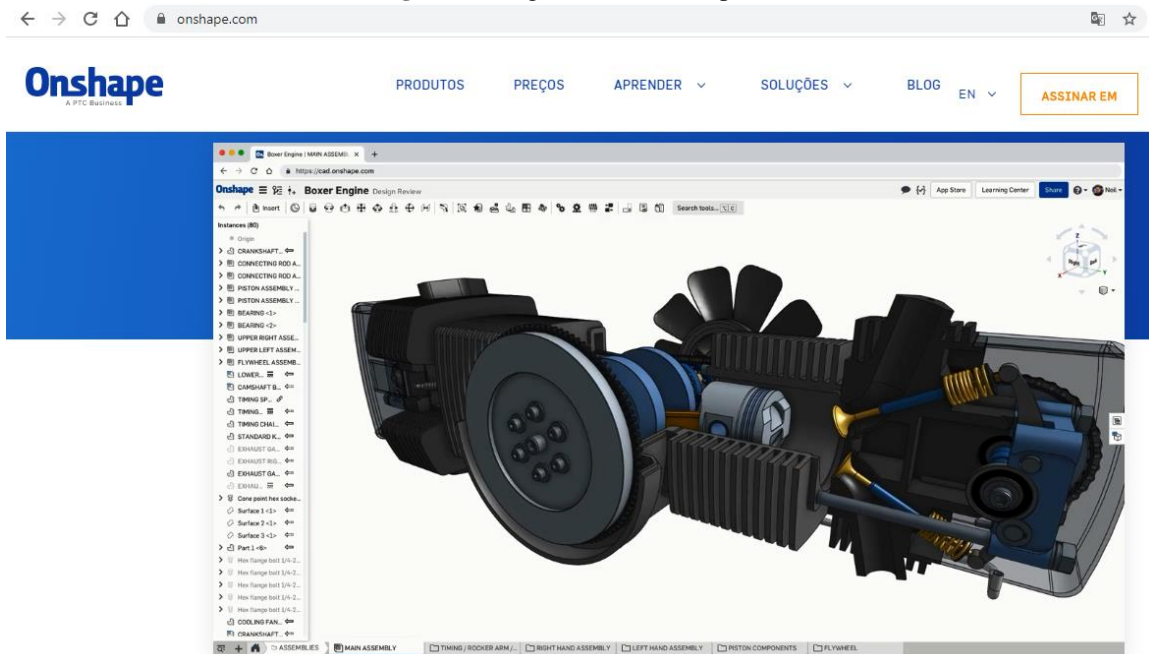 onshape.com
Onshape
A PTC Business
PRODUTOS PREÇOS APRENDER SOLUÇÕES BLOG EN ASSINAR EM
Boxer Engine | MAIN ASSEMBL.. × +
https://cad.onshape.com
Onshape Boxer Engine Design Review App Store Learning Center Share Neil
Insert Search tools...
Instances (80)
Origin
CRANKSHAFT...
CONNECTING ROD A...
CONNECTING ROD A...
PISTON ASSEMBLY ...
PISTON ASSEMBLY ...
BEARING <1>
BEARING <2>
UPPER RIGHT ASSE...
UPPER LEFT ASSEM...
FLYWHEEL ASSEMB...
LOWER...
CAMSHAFT B...
TIMING SP...
TIMING...
TIMING CHAI...
STANDARD K...
EXHAUST GA...
EXHAUST RIG...
EXHAUST GA...
EXHAU...
Cone point hex socke...
Surface 1 <1>
Surface 2 <1>
Surface 3 <1>
Part 1 <6>
Hex flange bolt 1/4-2...
Hex flange bolt 1/4-2...
Hex flange bolt 1/4-2...
Hex flange bolt 1/4-2...
COOLING FAN...
CRANKSHAFT...
ASSEMBLIES MAIN ASSEMBLY TIMING / ROCKER ARM /... RIGHT HAND ASSEMBLY LEFT HAND ASSEMBLY PISTON COMPONENTS FLYWHEEL
Z
Right
X
Y